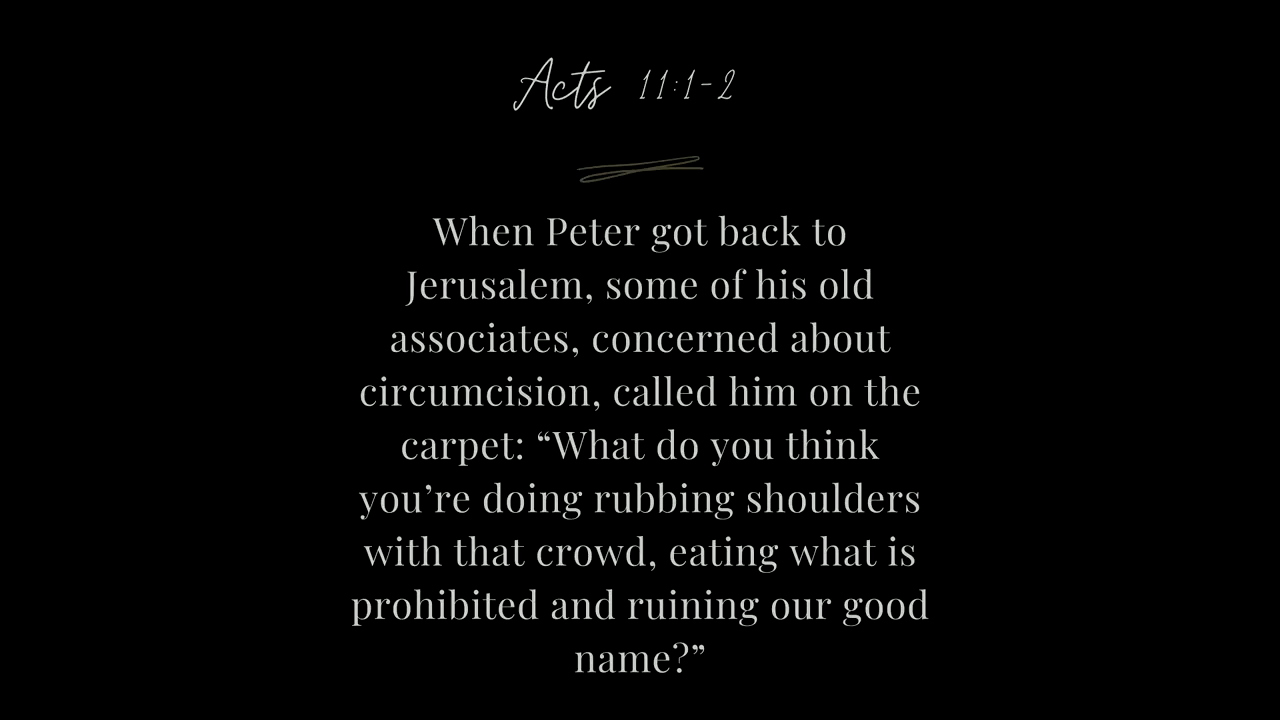 Acts 11:1-2
When Peter got back to
Jerusalem, some of his old
associates, concerned about
circumcision, called him on the
carpet: “What do you think
you’re doing rubbing shoulders
with that crowd, eating what is
prohibited and ruining our good
name?”